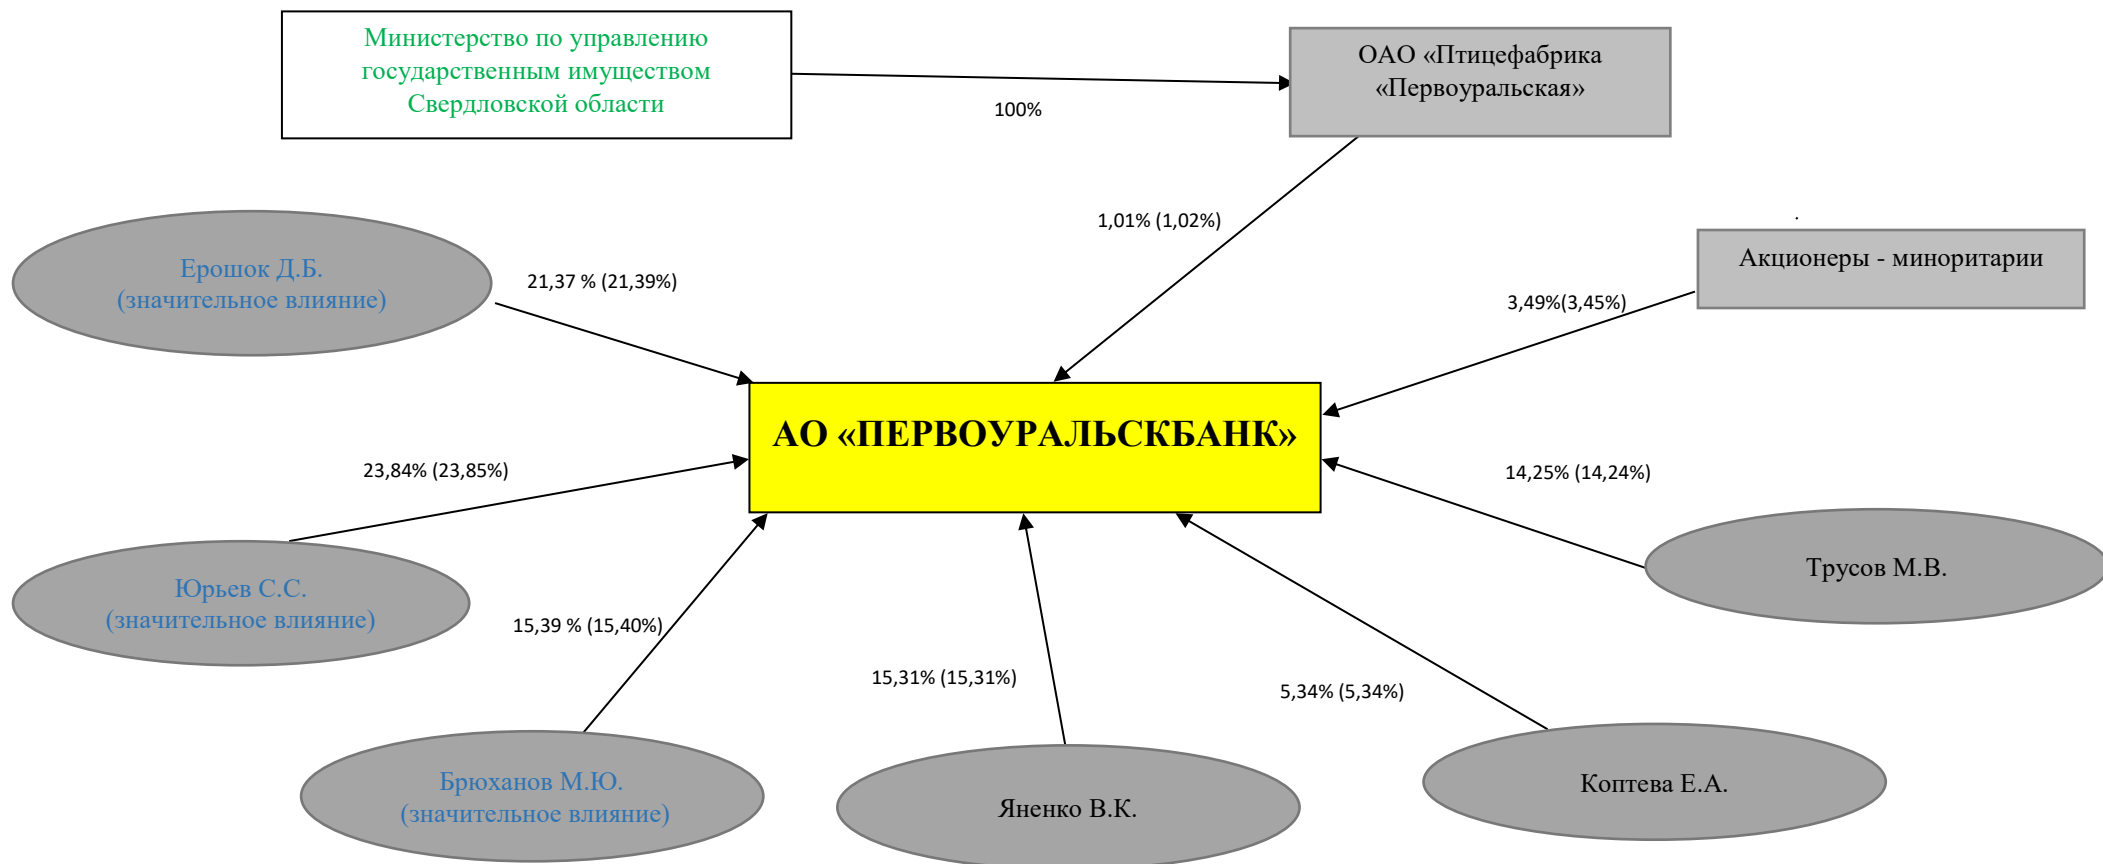 Министерство по управлению
государственным имуществом
Свердловской области
ОАО «Птицефабрика
«Первоуральская»
100%
1,01% (1,02%)
.
Акционеры - миноритарии
Ерошок Д.Б.
(значительное влияние)
21,37 % (21,39%)
3,49%(3,45%)
АО «ПЕРВОУРАЛЬСКБАНК»
23,84% (23,85%)
14,25% (14,24%)
Юрьев С.С.
(значительное влияние)
Трусов М.В.
15,39 % (15,40%)
15,31% (15,31%)
5,34% (5,34%)
Брюханов М.Ю.
(значительное влияние)
Яненко В.К.
Коптева Е.А.